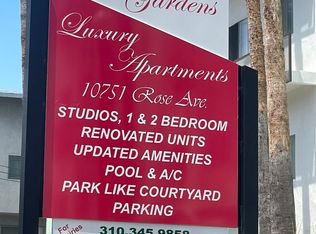 Gardens
Luxury
Apartments
10751 Rose Ave.
STUDIOS, 1 & 2 BEDROOM
RENOVATED UNITS
UPDATED AMENITIES
POOL & A/C
PARK LIKE COURTYARD
PARKING
For
310.345.9858